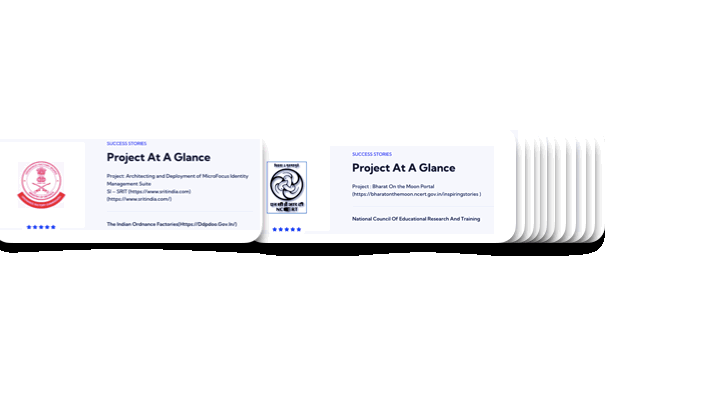 SUCCESS STORIES
Project At A Glance
Project: Architecting and Deployment of MicroFocus Identity
Management Suite
SI - SRIT (https://www.sritindia.com)
(https://www.sritindia.com/)
The Indian Ordnance Factories(Https://Ddpdoo.Gov.In/)
SUCCESS STORIES
Project At A Glance
Project : Bharat On the Moon Portal
(https://bharatonthemoon.ncert.gov.in/inspiringstories )
National Council Of Educational Research And Training
NCERT